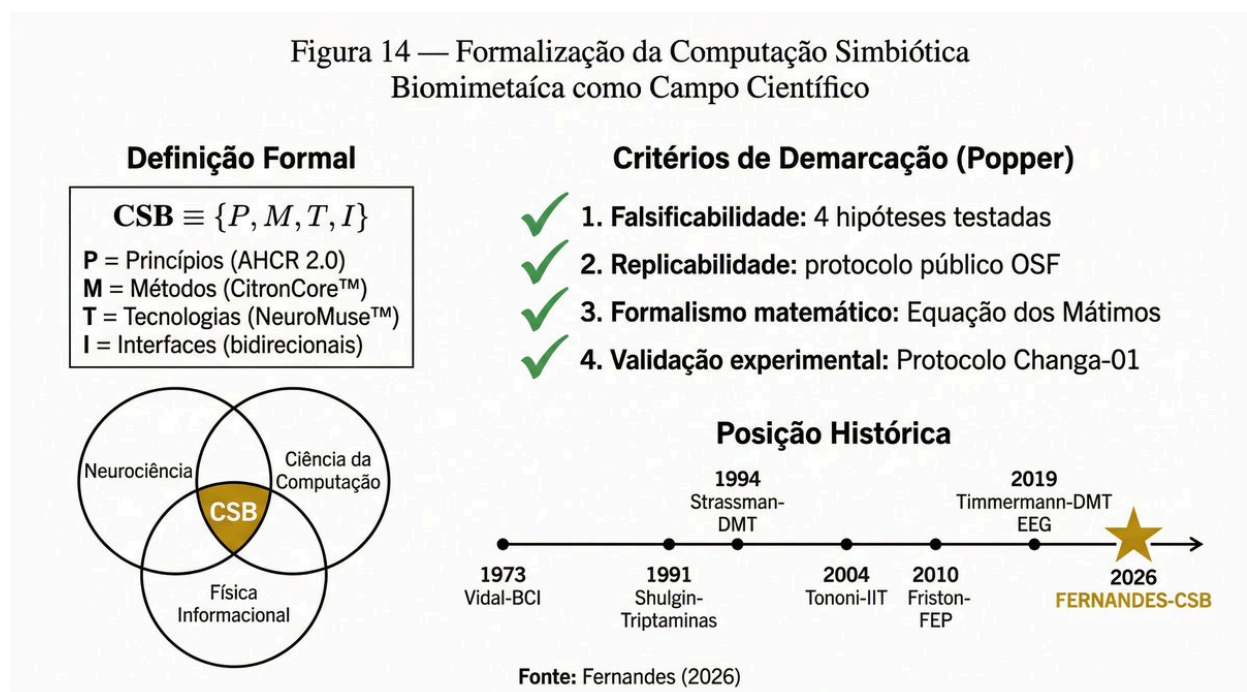 Figura 14 — Formalização da Computação Simbiótica
Biomimetaíca como Campo Científico
Definição Formal
CSB ≡ {P, M, T, I}
P = Princípios (AHCR 2.0)
M = Métodos (CitronCore™)
T = Tecnologias (NeuroMuse™)
I = Interfaces (bidirecionais)
Neurociência
Ciência da
Computação
CSB
Física
Informacional
Critérios de Demarcação (Popper)
1. Falsificabilidade: 4 hipóteses testadas
2. Replicabilidade: protocolo público OSF
3. Formalismo matemático: Equação dos Mátimos
4. Validação experimental: Protocolo Changa-01
Posição Histórica
1973
Vidal-BCI
1991
Shulgin-
Triptaminas
1994
Strassman-
DMT
2004
Tononi-IIT
2010
Friston-
FEP
2019
Timmermann-DMT
EEG
2026
FERNANDES-CSB
Fonte: Fernandes (2026)